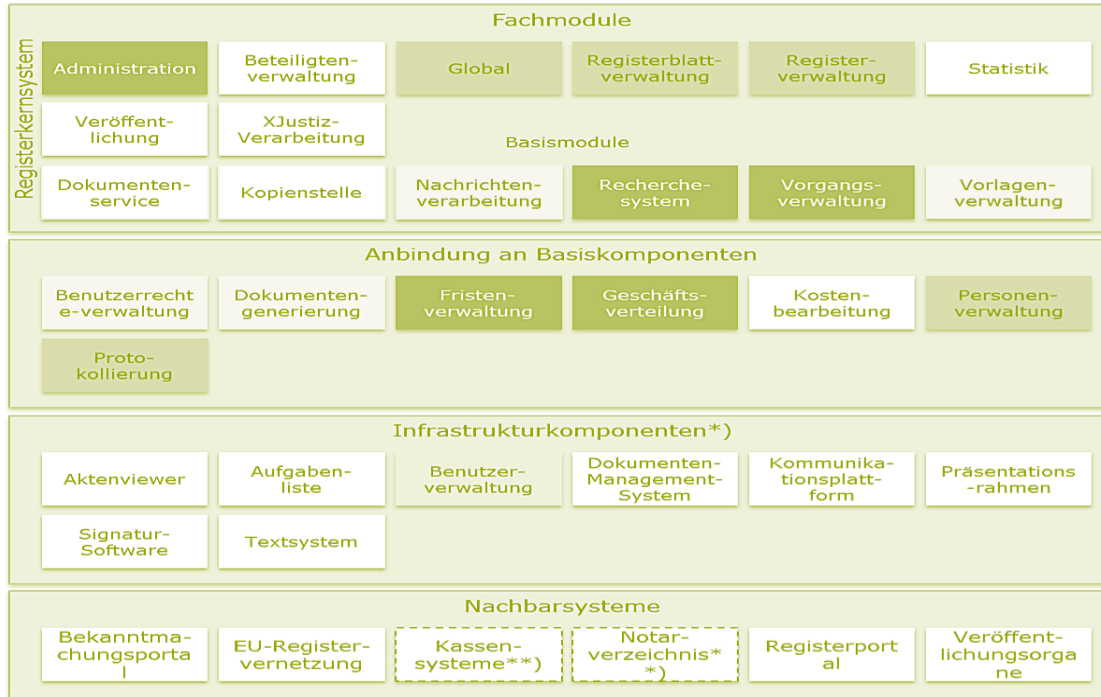 Registerkernsystem
Fachmodule
Administration
Beteiligten-
verwaltung
Global
Registerblatt-
verwaltung
Register-
verwaltung
Statistik
Veröffent-
lichung
XJustiz-
Verarbeitung
Basismodule
Dokumenten-
service
Kopienstelle
Nachrichten-
verarbeitung
Recherche-
system
Vorgangs-
verwaltung
Vorlagen-
verwaltung
Anbindung an Basiskomponenten
Benutzerrecht
e-verwaltung
Dokumenten-
generierung
Fristen-
verwaltung
Geschäfts-
verteilung
Kosten-
bearbeitung
Personen-
verwaltung
Proto-
kollierung
Infrastrukturkomponenten*)
Aktenviewer
Aufgaben-
liste
Benutzer-
verwaltung
Dokumenten-
Management-
System
Kommunika-
tionsplatt-
form
Präsentations
-rahmen
Signatur-
Software
Textsystem
Nachbarsysteme
Bekanntma-
chungsporta
l
EU-Register-
vernetzung
Kassen-
systeme**)
Notar-
verzeichnis*
*)
Registerport
al
Veröffent-
lichungsorga
ne